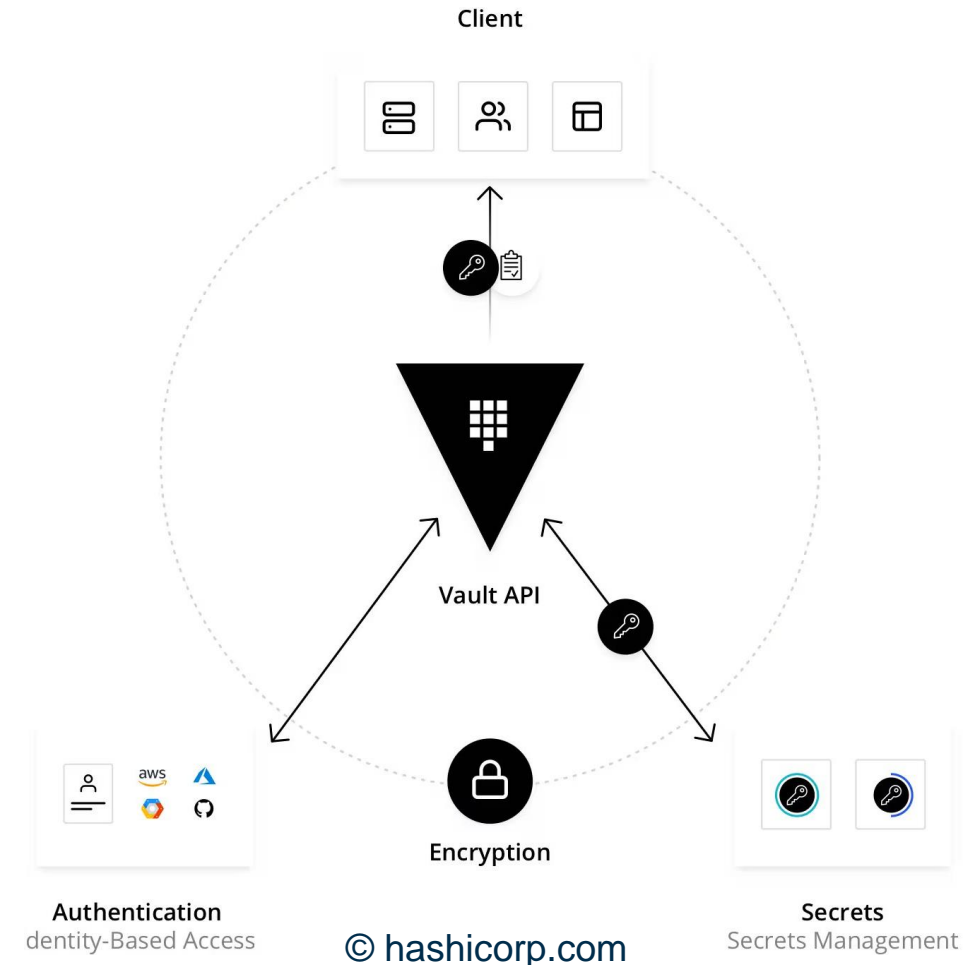 Client
Vault API
aws
Encryption
Authentication
dentity-Based Access
Secrets
Secrets Management
© hashicorp.com